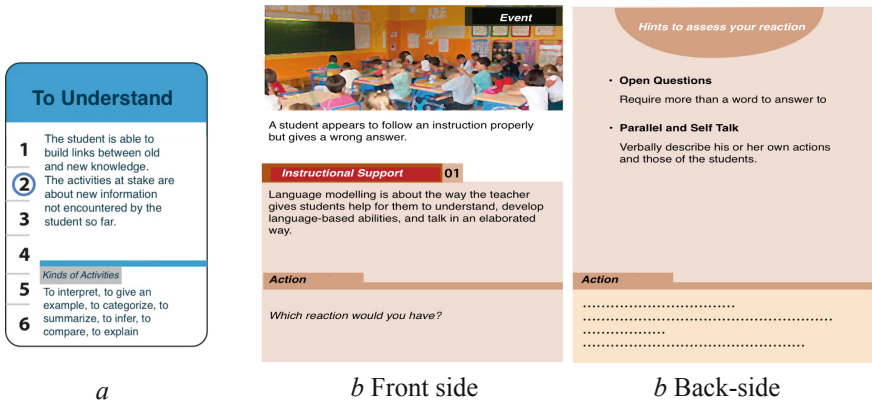 To Understand
1
2
3
4
5
6
The student is able to
build links between old
and new knowledge.
The activities at stake are
about new information
not encountered by the
student so far.
Kinds of Activities
To interpret, to give an
example, to categorize, to
summarize, to infer, to
compare, to explain
a
Event
A student appears to follow an instruction properly
but gives a wrong answer.
Instructional Support 01
Language modelling is about the way the teacher
gives students help for them to understand, develop
language-based abilities, and talk in an elaborated
way.
Action
Which reaction would you have?
b Front side
Hints to assess your reaction
• Open Questions
Require more than a word to answer to
• Parallel and Self Talk
Verbally describe his or her own actions
and those of the students.
Action
b Back-side